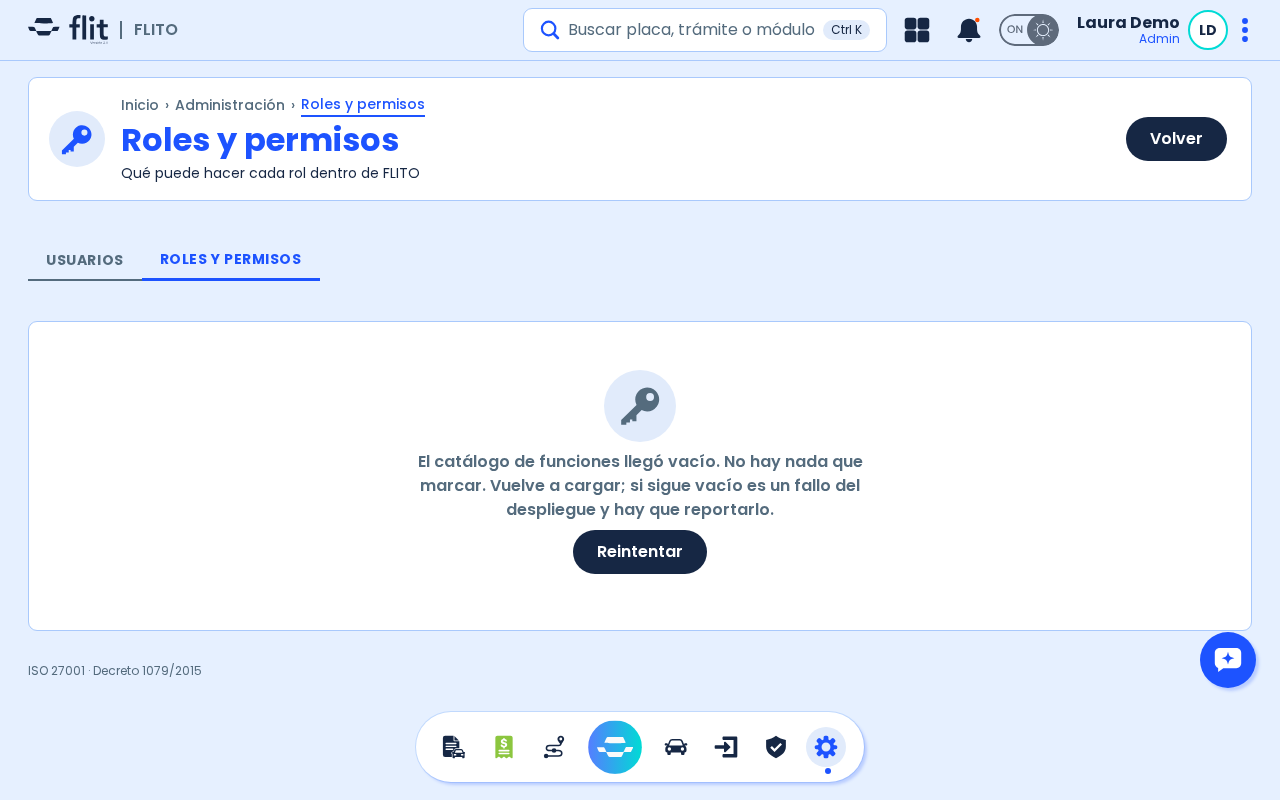 flit
FLITO
Buscar placa, trámite o módulo
Ctrl K
ON
Laura Demo
Admin
LD
Inicio › Administración › Roles y permisos
Roles y permisos
Qué puede hacer cada rol dentro de FLITO
Volver
USUARIOS
ROLES Y PERMISOS
El catálogo de funciones llegó vacío. No hay nada que
marcar. Vuelve a cargar; si sigue vacío es un fallo del
despliegue y hay que reportarlo.
Reintentar
ISO 27001 · Decreto 1079/2015